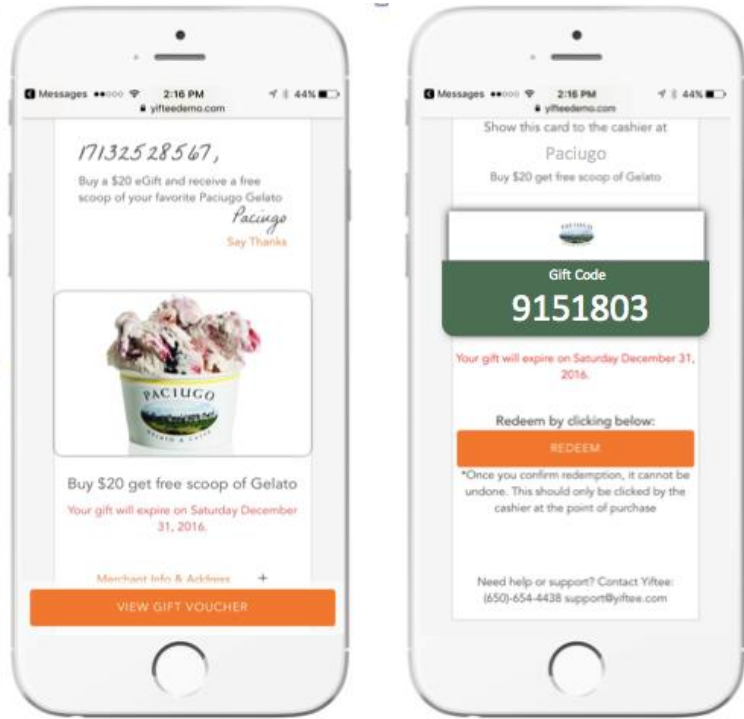 Messages 2:16 PM 44%
yifteedemo.com
17132528567,
Buy a $20 eGift and receive a free
scoop of your favorite Paciugo Gelato
Paciugo
Say Thanks
PACIUGO
GELATO & CAFFE
Buy $20 get free scoop of Gelato
Your gift will expire on Saturday December
31, 2016.
Merchant Info & Address +
VIEW GIFT VOUCHER
Messages 2:16 PM 44%
yifteedemo.com
Show this card to the cashier at
Paciugo
Buy $20 get free scoop of Gelato
PACIUGO
Gift Code
9151803
Your gift will expire on Saturday December 31,
2016.
Redeem by clicking below:
REDEEM
*Once you confirm redemption, it cannot be
undone. This should only be clicked by the
cashier at the point of purchase
Need help or support? Contact Yiftee:
(650)-654-4438 support@yiftee.com